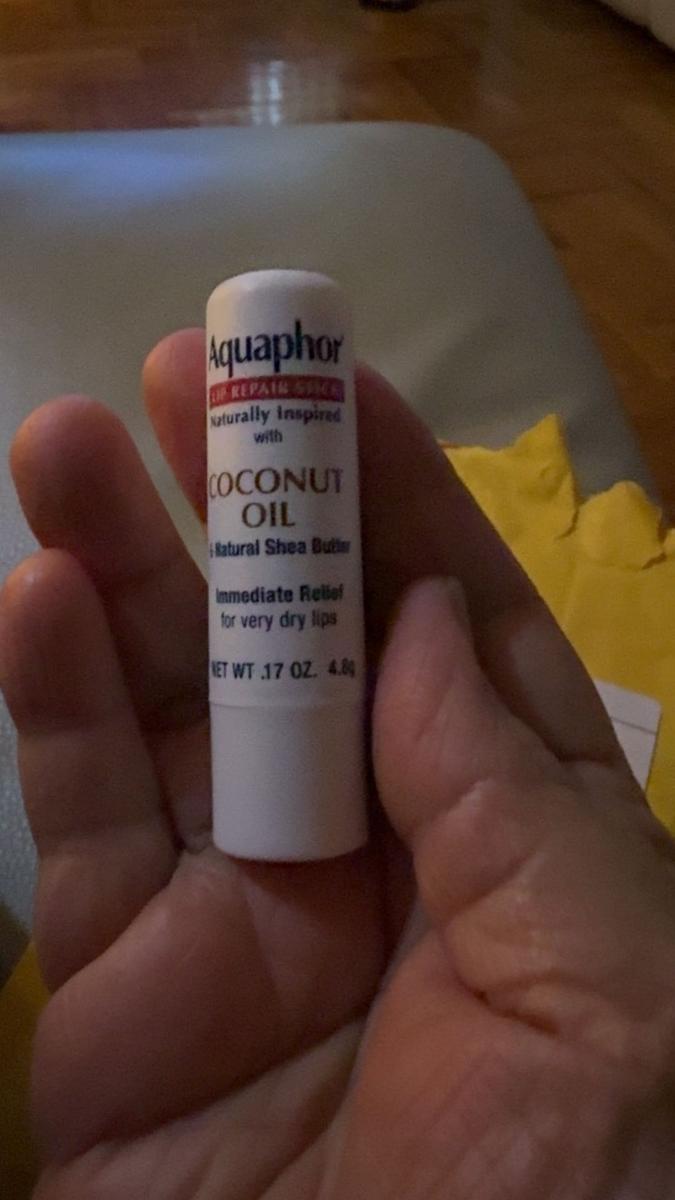 Aquaphor
LIP REPAIR STICK
Naturally Inspired
with
COCONUT
OIL
& Natural Shea Butter
Immediate Relief
for very dry lips
NET WT .17 OZ. 4.8g